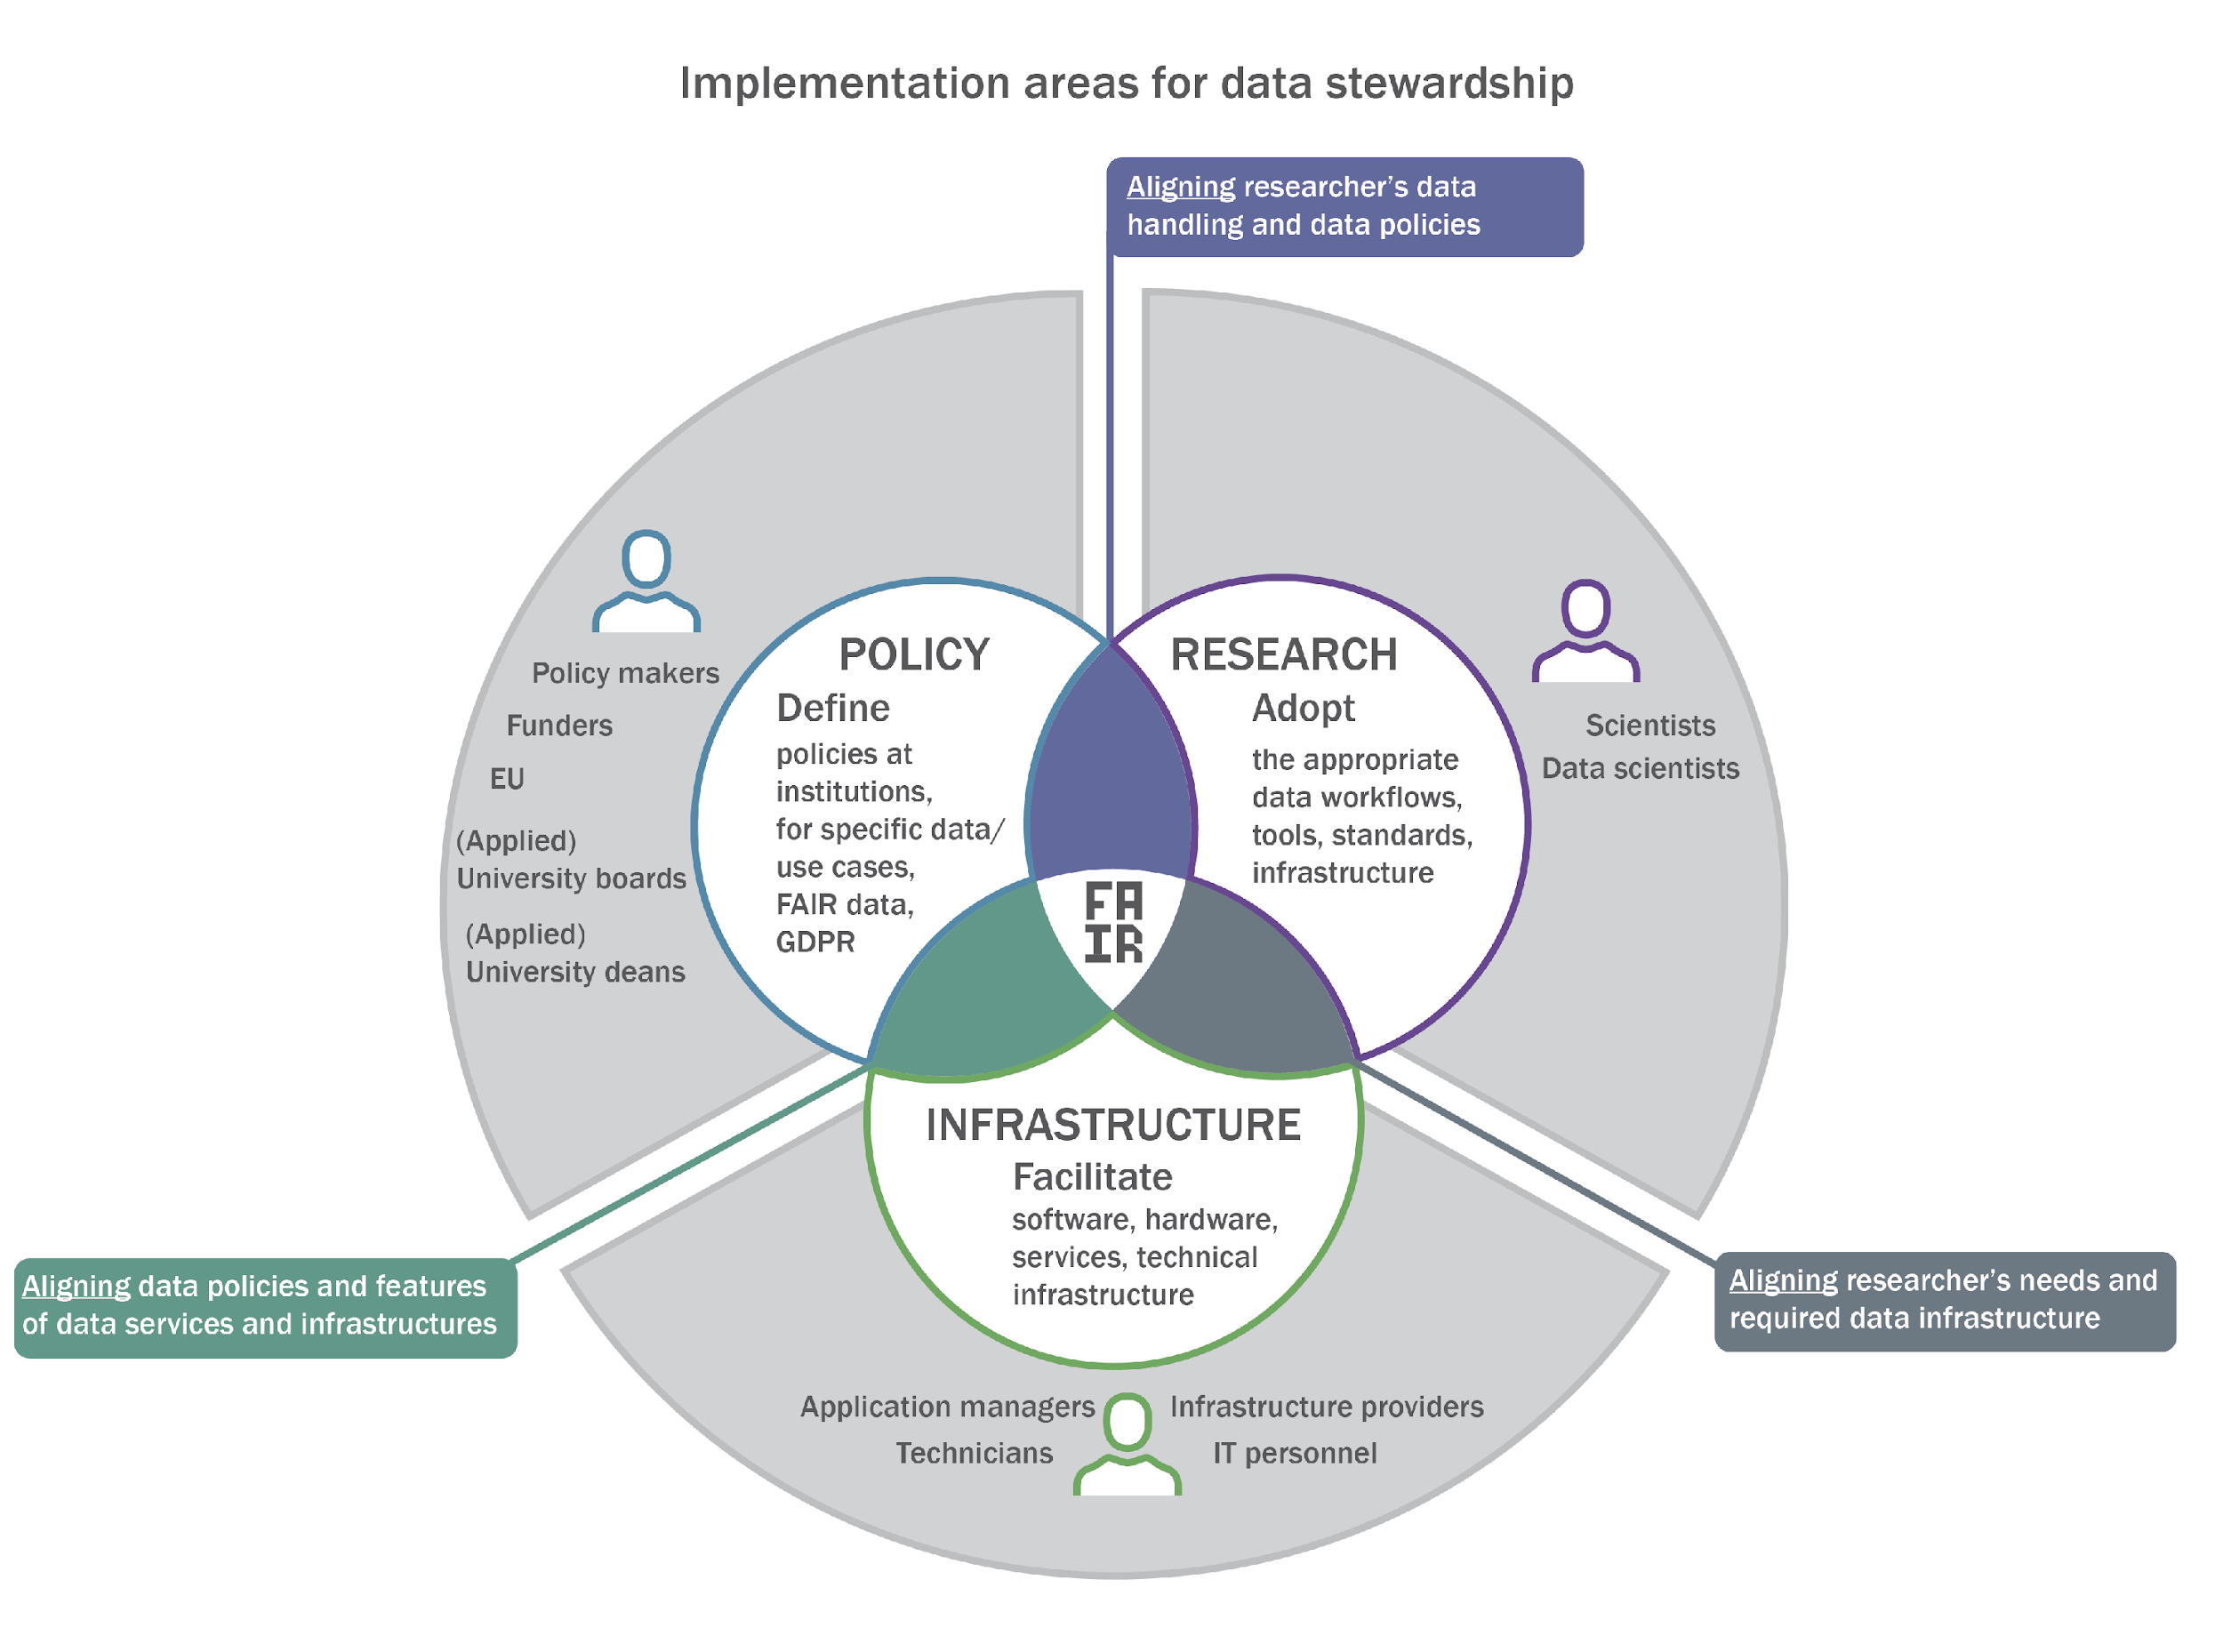 Implementation areas for data stewardship
Aligning researcher's data
handling and data policies
Policy makers
Funders
EU
(Applied)
University boards
(Applied)
University deans
POLICY
Define
policies at
institutions,
for specific data/
use cases,
FAIR data,
GDPR
RESEARCH
Adopt
the appropriate
data workflows,
tools, standards,
infrastructure
Scientists
Data scientists
FA
IR
INFRASTRUCTURE
Facilitate
software, hardware,
services, technical
infrastructure
Aligning data policies and features
of data services and infrastructures
Aligning researcher's needs and
required data infrastructure
Application managers
Technicians
Infrastructure providers
IT personnel